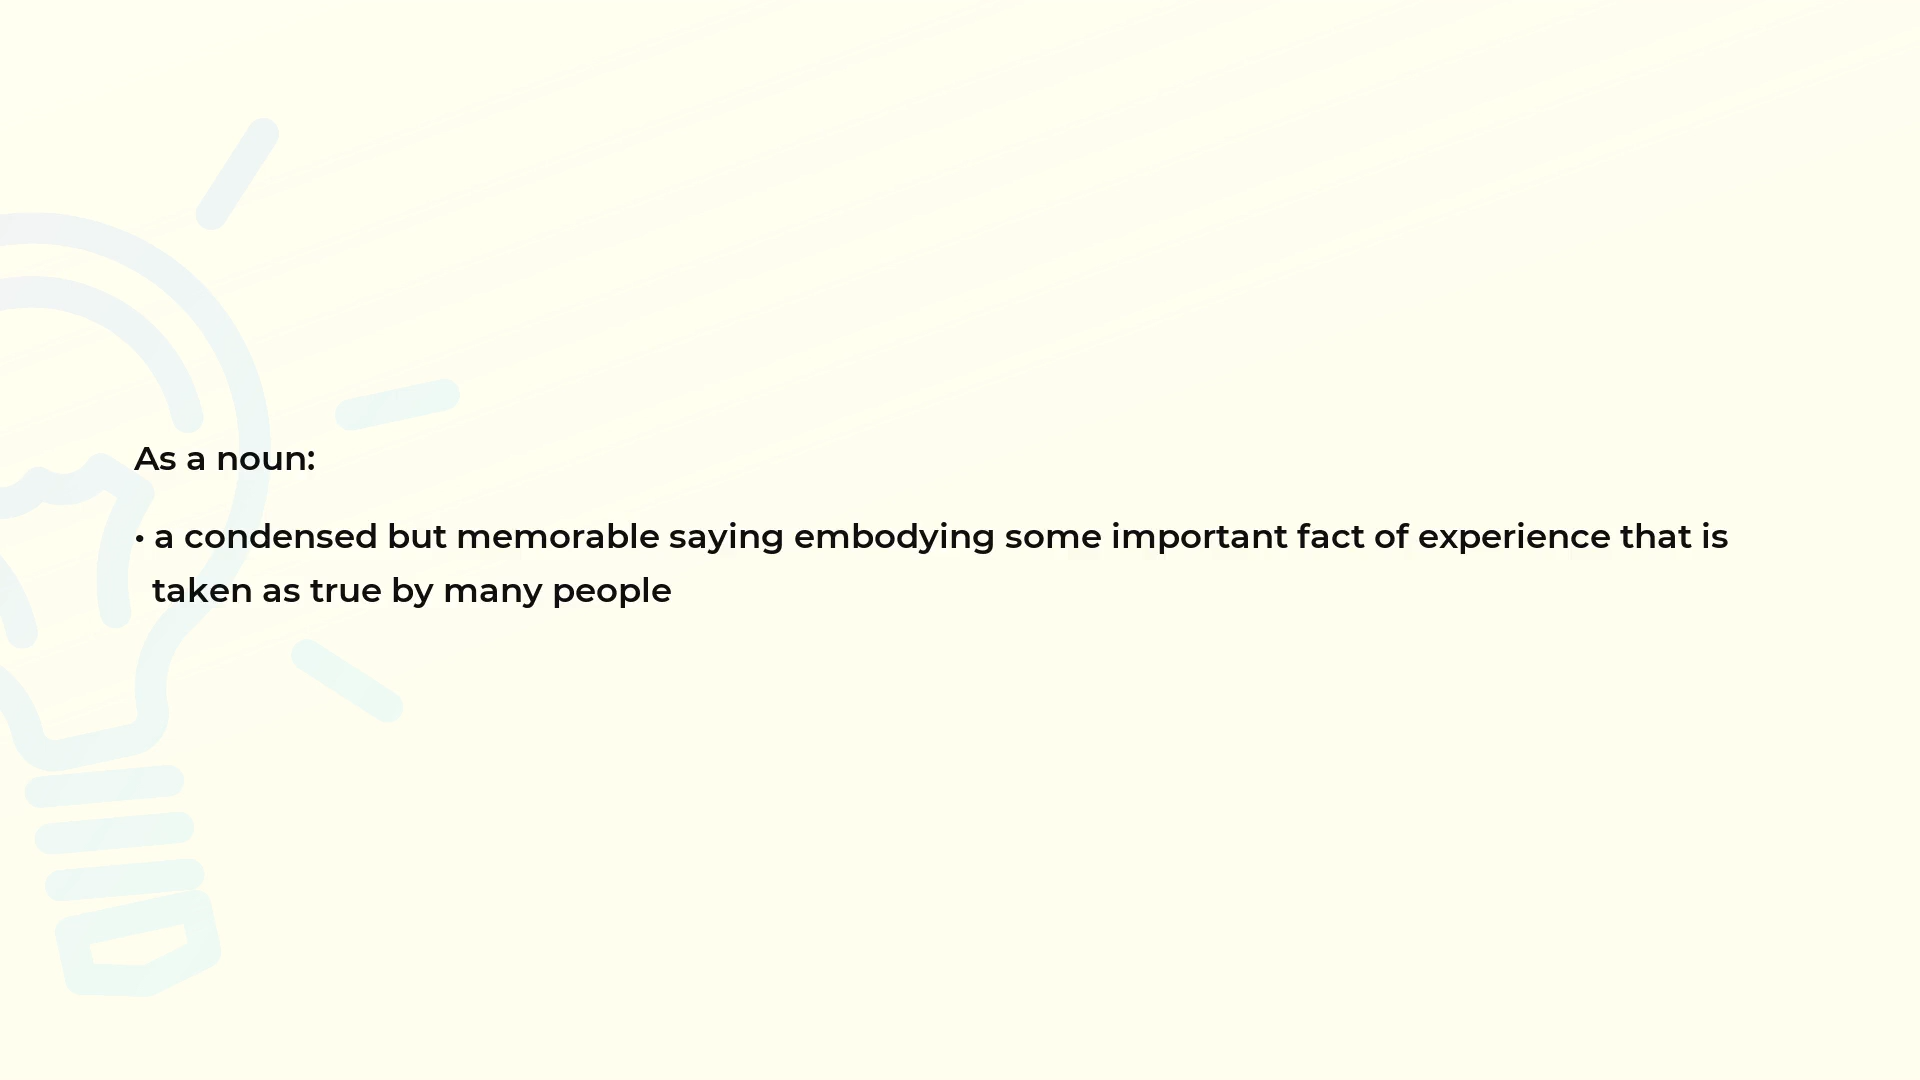 As a noun:
• a condensed but memorable saying embodying some important fact of experience that is
taken as true by many people